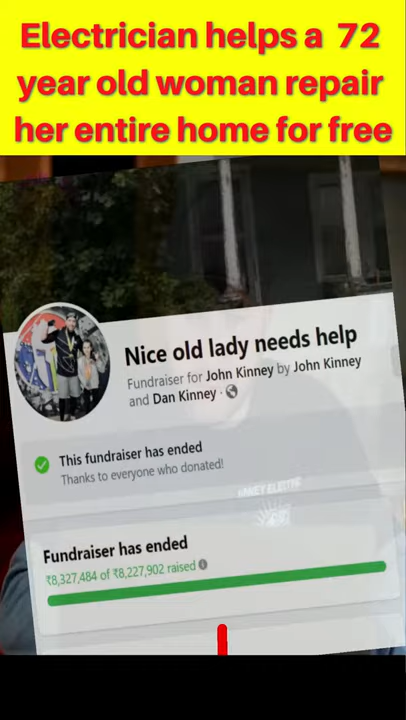 Electrician helps a 72
year old woman repair
her entire home for free
Nice old lady needs help
Fundraiser for John Kinney by John Kinney
and Dan Kinney ·
This fundraiser has ended
Thanks to everyone who donated!
Fundraiser has ended
₹8,327,484 of ₹8,227,902 raised